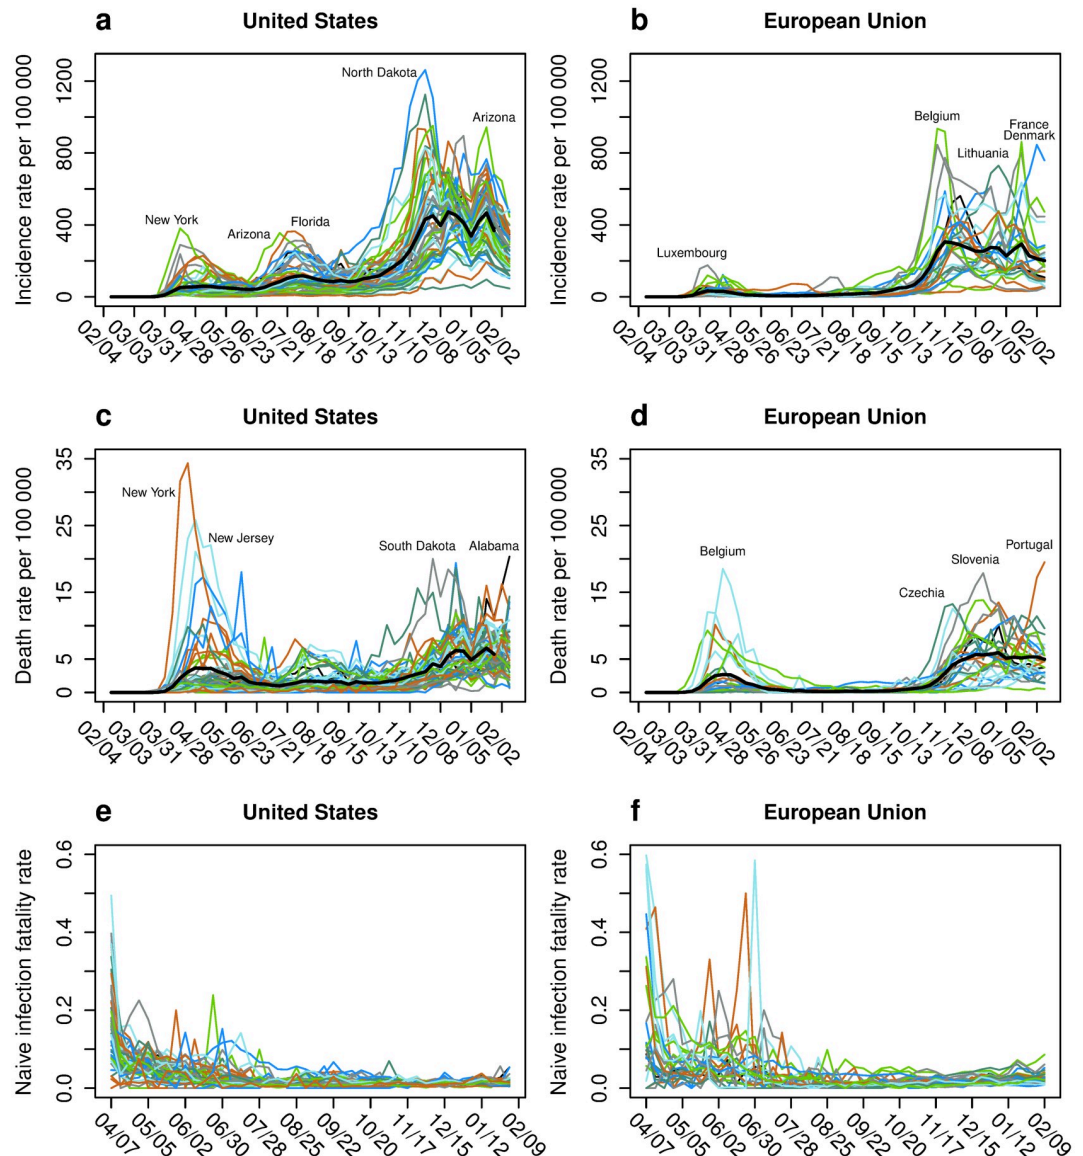 a United States
Incidence rate per 100 000
1200
800
400
0
North Dakota
Arizona
New York
Arizona
Florida
02/04 03/03 03/31 04/28 05/26 06/23 07/21 08/18 09/15 10/13 11/10 12/08 01/05 02/02
b European Union
Incidence rate per 100 000
1200
800
400
0
Belgium
France
Denmark
Lithuania
Luxembourg
02/04 03/03 03/31 04/28 05/26 06/23 07/21 08/18 09/15 10/13 11/10 12/08 01/05 02/02
c United States
Death rate per 100 000
35
25
15
5
0
New York
New Jersey
South Dakota
Alabama
02/04 03/03 03/31 04/28 05/26 06/23 07/21 08/18 09/15 10/13 11/10 12/08 01/05 02/02
d European Union
Death rate per 100 000
35
25
15
5
0
Belgium
Portugal
Slovenia
Czechia
02/04 03/03 03/31 04/28 05/26 06/23 07/21 08/18 09/15 10/13 11/10 12/08 01/05 02/02
e United States
Naive infection fatality rate
0.6
0.4
0.2
0.0
04/07 05/05 06/02 06/30 07/28 08/25 09/22 10/20 11/17 12/15 01/12 02/09
f European Union
Naive infection fatality rate
0.6
0.4
0.2
0.0
04/07 05/05 06/02 06/30 07/28 08/25 09/22 10/20 11/17 12/15 01/12 02/09